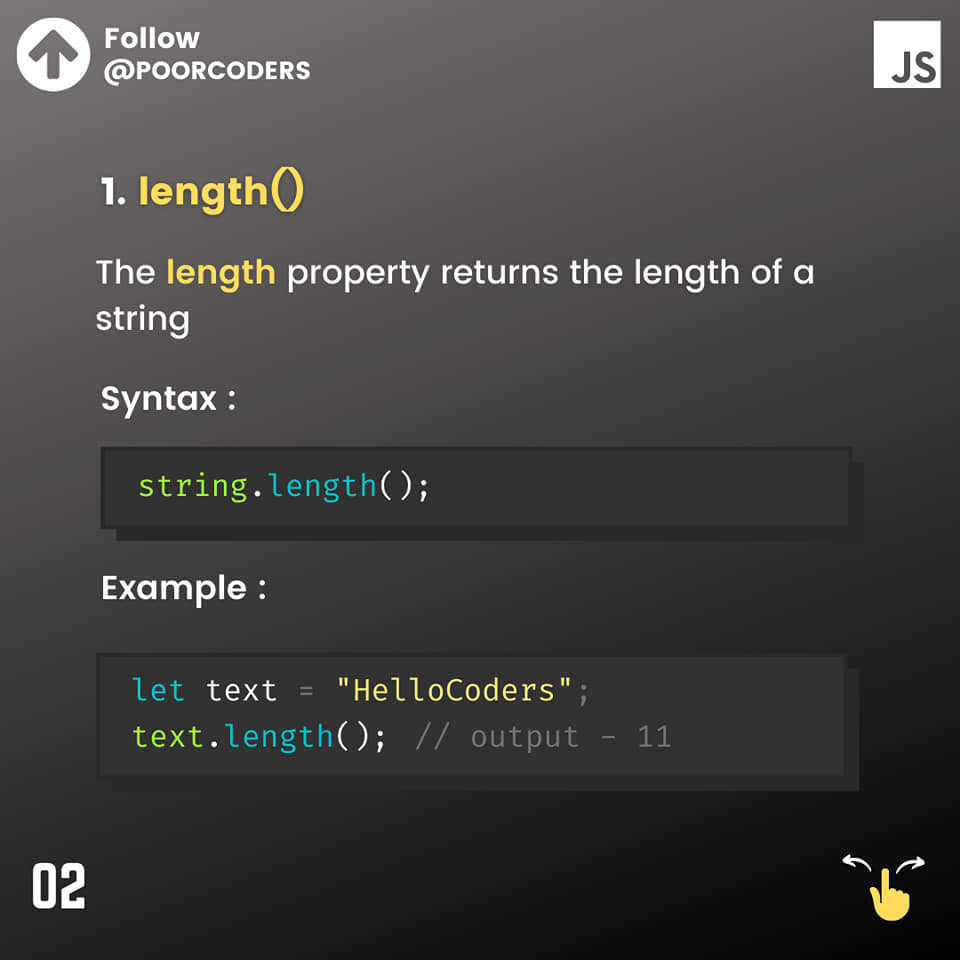 Follow
@POORCODERS
JS
1. length()
The length property returns the length of a
string
Syntax :
string.length();
Example :
let text = "HelloCoders";
text.length(); // output - 11
02